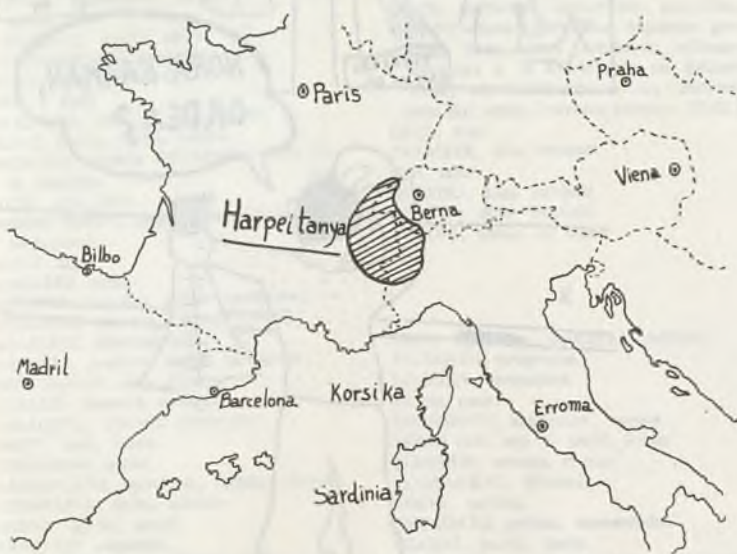 Paris
Praha
Viena
Berna
Harpeitanya
Bilbo
Madril
Barcelona
Korsika
Erroma
Sardinia